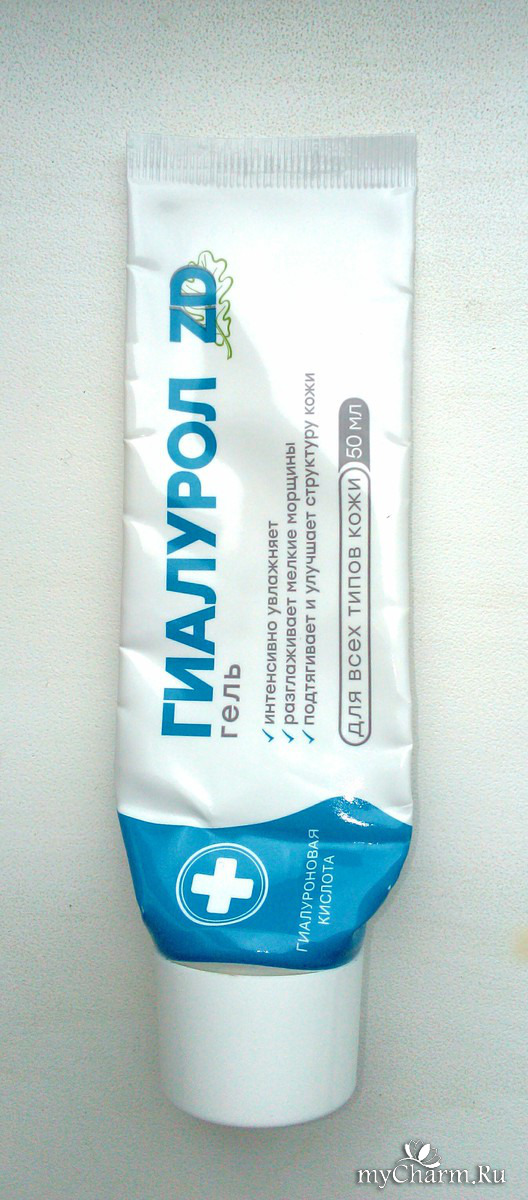 ГИАЛУРОЛ ZD
гель
интенсивно увлажняет
разглаживает мелкие морщины
подтягивает и улучшает структуру кожи
для всех типов кожи 50 мл
ГИАЛУРОНОВАЯ
КИСЛОТА
myCharm.Ru